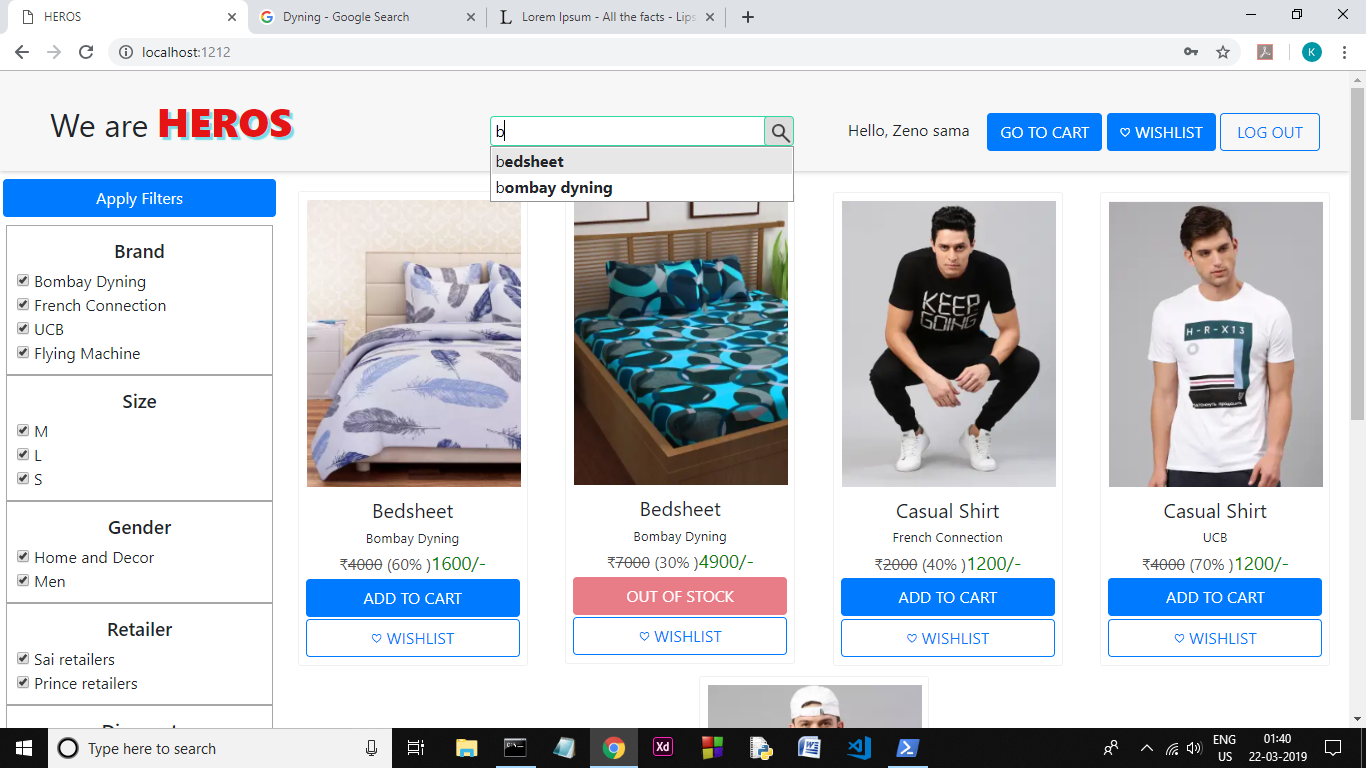 HEROS
Dyning - Google Search
Lorem Ipsum - All the facts - Lips
localhost:1212
K
We are HEROS
b
bedsheet
bombay dyning
Hello, Zeno sama
GO TO CART
♡ WISHLIST
LOG OUT
Apply Filters
Brand
Bombay Dyning
French Connection
UCB
Flying Machine
Size
M
L
S
Gender
Home and Decor
Men
Retailer
Sai retailers
Prince retailers
Bedsheet
Bombay Dyning
₹4000 (60% )1600/-
ADD TO CART
♡ WISHLIST
Bedsheet
Bombay Dyning
₹7000 (30% )4900/-
OUT OF STOCK
♡ WISHLIST
KEEP
GOING
Casual Shirt
French Connection
₹2000 (40% )1200/-
ADD TO CART
♡ WISHLIST
H-R-X13
Casual Shirt
UCB
₹4000 (70% )1200/-
ADD TO CART
♡ WISHLIST
Type here to search
Xd
ENG
US
01:40
22-03-2019